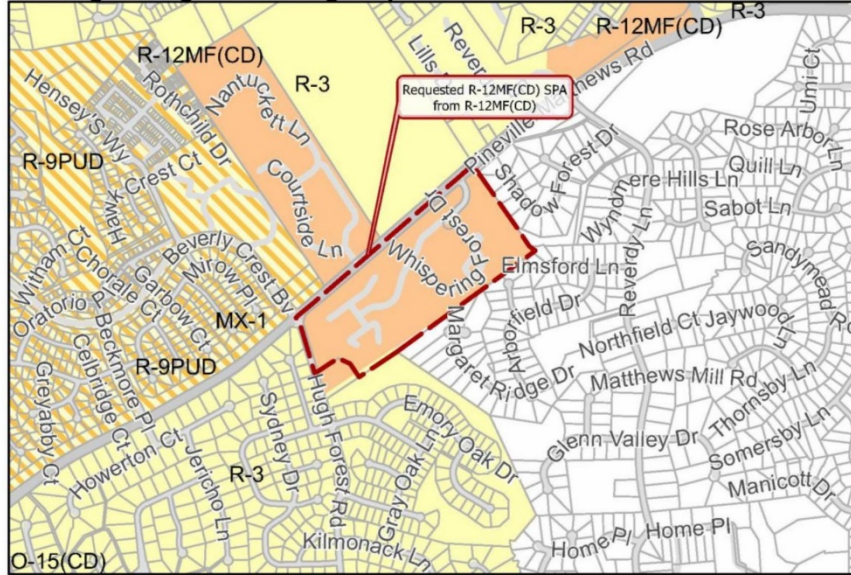 R-12MF(CD)
R-3
R-12MF(CD)
R-3
R-3
Umi Ct
Hensey'S Wy
Rothchild Dr
Nantuckett Ln
Requested R-12MF(CD) SPA
from R-12MF(CD)
Matthews Rd
Pineville
Rose Arbor Ln
R-9PUD
Crest Ct
Hawk
Courtside Ln
Shadow Forest Dr
Quill Ln
ere Hills Ln
Wyndm
Sabot Ln
Witham Ct
Chorale Ct
Beverly Crest Bv
Nirow Pl
Garbow Ct
Oratorio Pl
Whispering Forest Dr
Elmsford Ln
Reverdy Ln
Sandymead Rd
MX-1
Beckmore Pl
Celbridge Ct
R-9PUD
Margaret Ridge Dr
Arborfield Dr
Northfield Ct
Jaywood Ln
Matthews Mill Rd
Thornsby Ln
Greyabby Ct
Howerton Ct
Sydney Dr
Hugh Forest Rd
Emory Oak Dr
Glenn Valley Dr
Somersby Ln
R-3
Jericho Ln
Gray Oak Ln
Manicott Dr
Kilmonack Ln
Home Pl
Home Pl
O-15(CD)